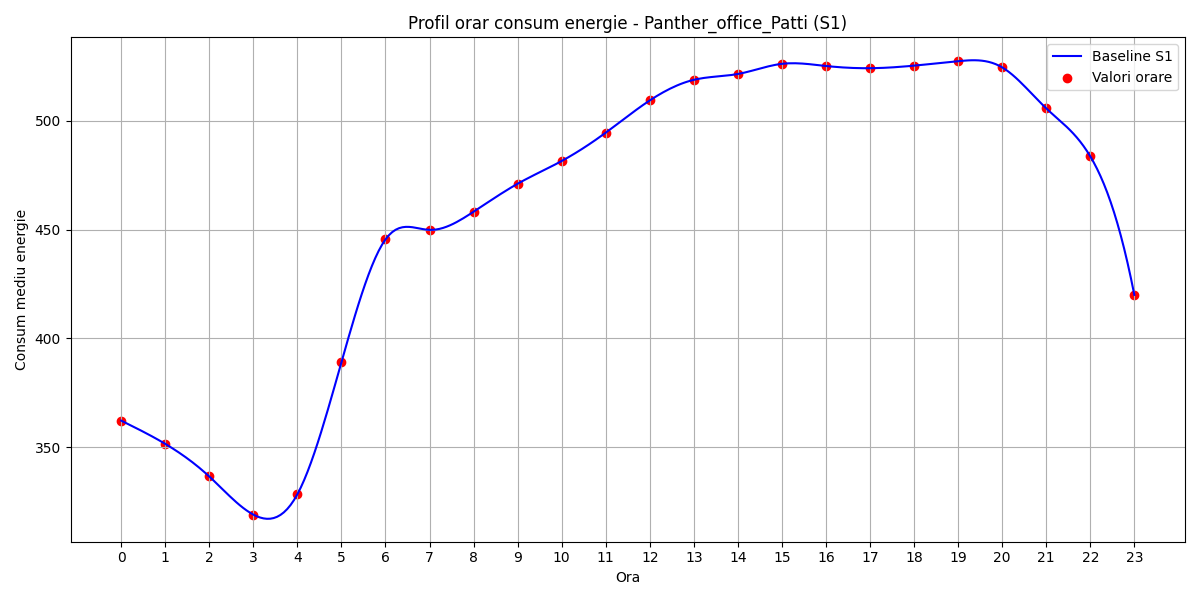 Profil orar consum energie - Panther_office_Patti (S1)
Baseline S1
Valori orare
Consum mediu energie
500
450
400
350
0 1 2 3 4 5 6 7 8 9 10 11 12 13 14 15 16 17 18 19 20 21 22 23
Ora